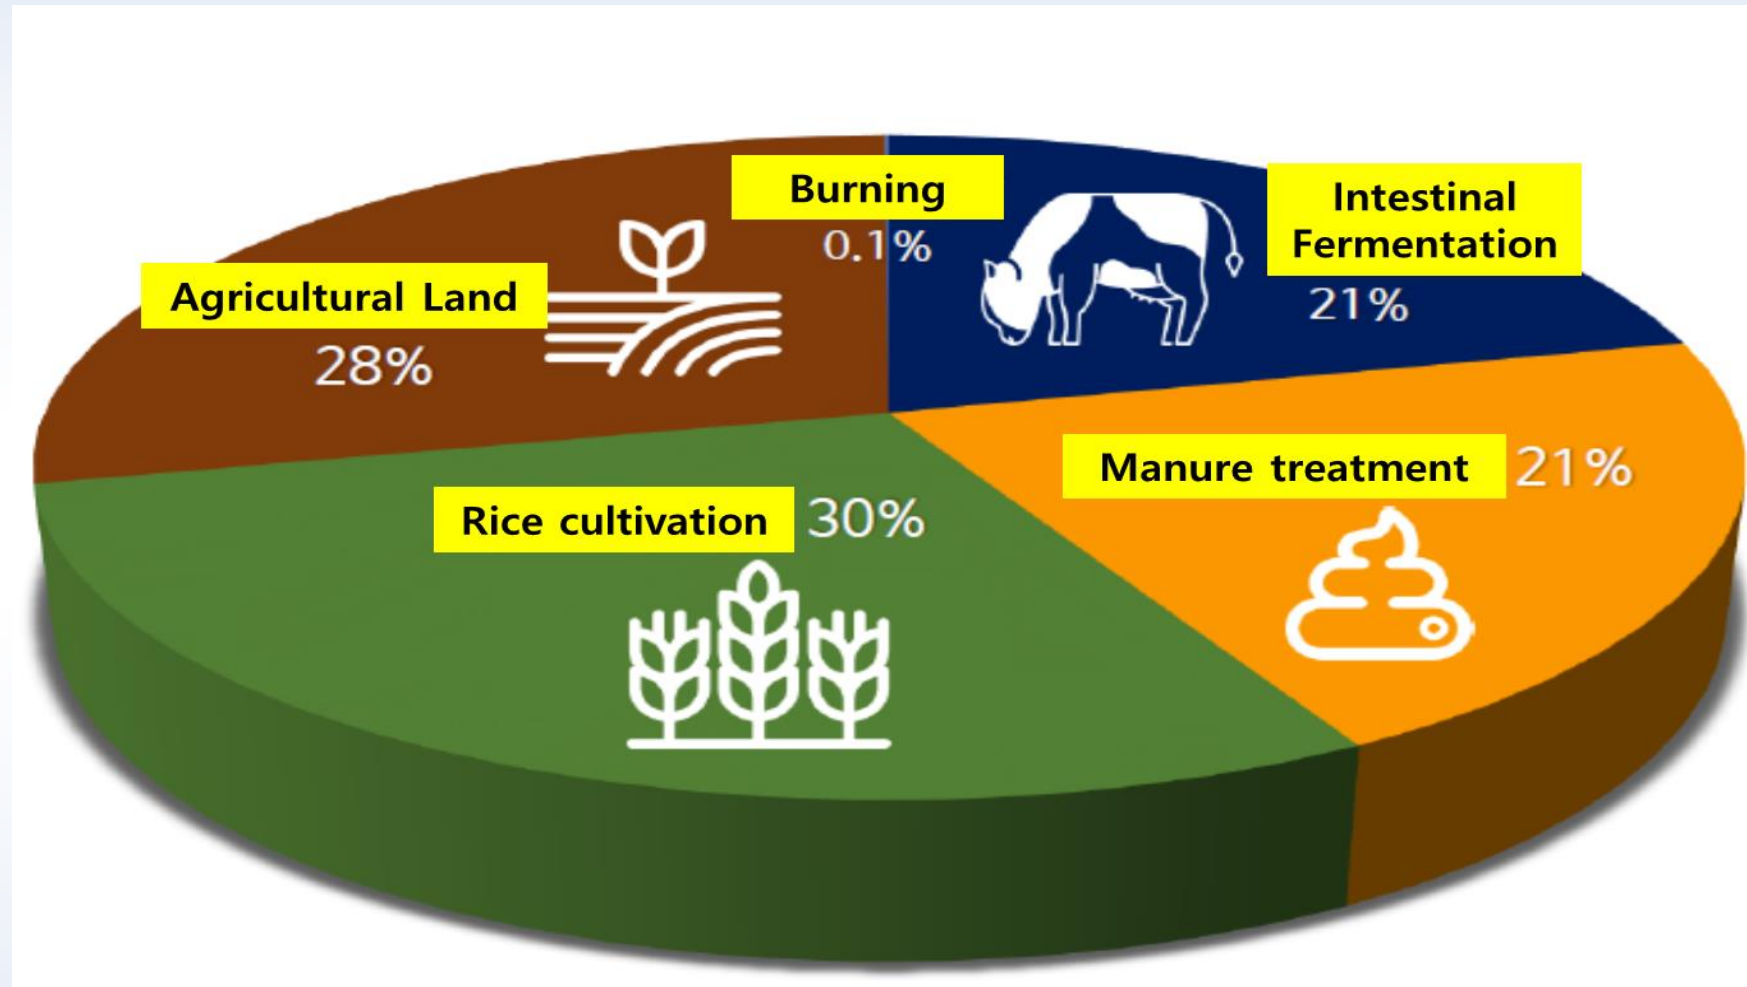 Burning
0.1%
Intestinal
Fermentation
21%
Agricultural Land
28%
Manure treatment 21%
Rice cultivation 30%